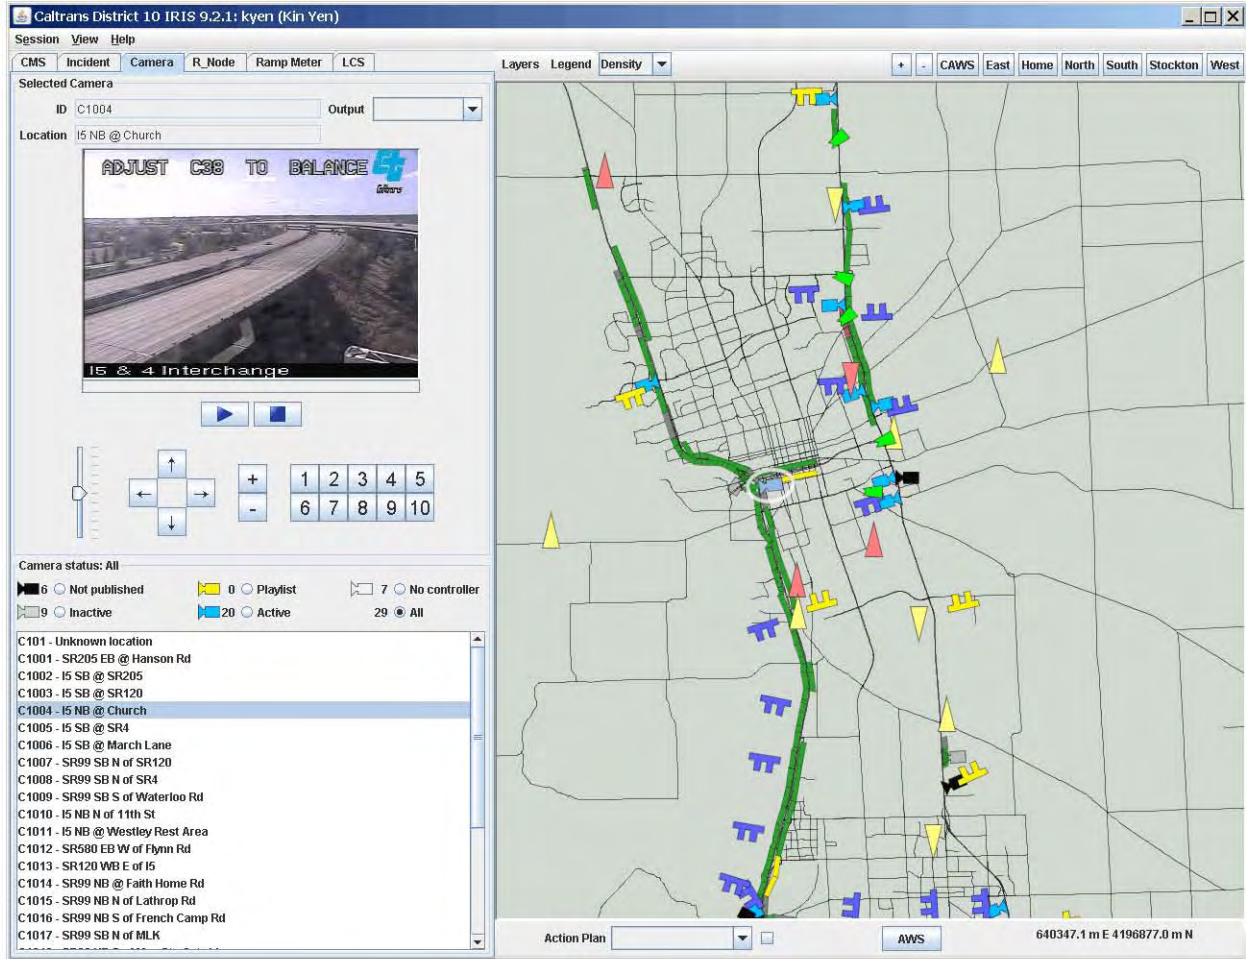 Caltrans District 10 IRIS 9.2.1: kyen (Kin Yen)
Session View Help
CMS Incident Camera R_Node Ramp Meter LCS
Layers Legend Density + - CAWS East Home North South Stockton West
Selected Camera
ID C1004 Output
Location I5 NB @ Church
ADJUST C38 TO BALANCE
Caltrans
I5 & 4 Interchange
+ 1 2 3 4 5
- 6 7 8 9 10
Camera status: All
6 Not published 0 Playlist 7 No controller
9 Inactive 20 Active 29 All
C101 - Unknown location
C1001 - SR205 EB @ Hanson Rd
C1002 - I5 SB @ SR205
C1003 - I5 SB @ SR120
C1004 - I5 NB @ Church
C1005 - I5 SB @ SR4
C1006 - I5 SB @ March Lane
C1007 - SR99 SB N of SR120
C1008 - SR99 SB N of SR4
C1009 - SR99 SB S of Waterloo Rd
C1010 - I5 NB N of 11th St
C1011 - I5 NB @ Westley Rest Area
C1012 - SR580 EB W of Flynn Rd
C1013 - SR120 WB E of I5
C1014 - SR99 NB @ Faith Home Rd
C1015 - SR99 NB N of Lathrop Rd
C1016 - SR99 NB S of French Camp Rd
C1017 - SR99 SB N of MLK
Action Plan AWS 640347.1 m E 4196877.0 m N